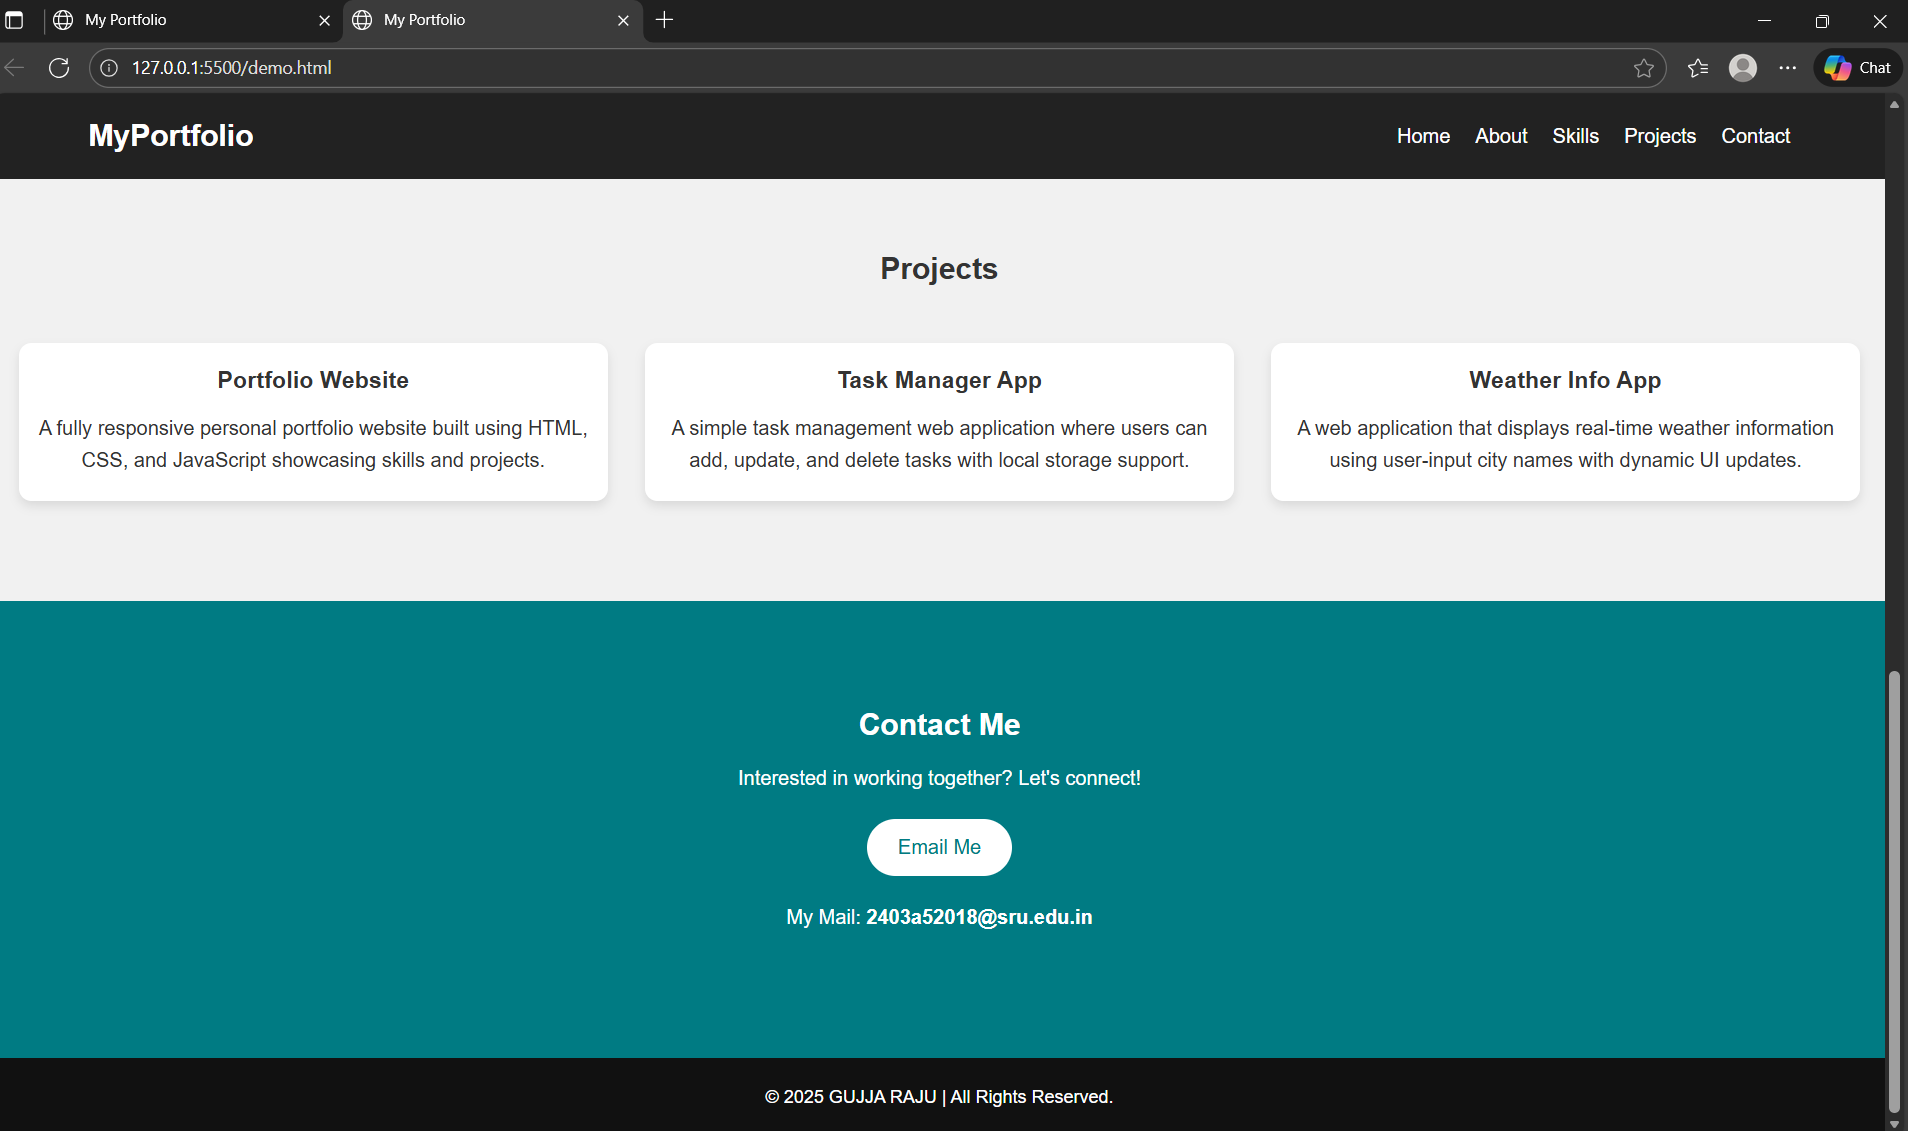 My Portfolio
My Portfolio
127.0.0.1:5500/demo.html
Chat
MyPortfolio
Home About Skills Projects Contact
Projects
Portfolio Website
A fully responsive personal portfolio website built using HTML,
CSS, and JavaScript showcasing skills and projects.
Task Manager App
A simple task management web application where users can
add, update, and delete tasks with local storage support.
Weather Info App
A web application that displays real-time weather information
using user-input city names with dynamic UI updates.
Contact Me
Interested in working together? Let's connect!
Email Me
My Mail: 2403a52018@sru.edu.in
© 2025 GUJJA RAJU | All Rights Reserved.